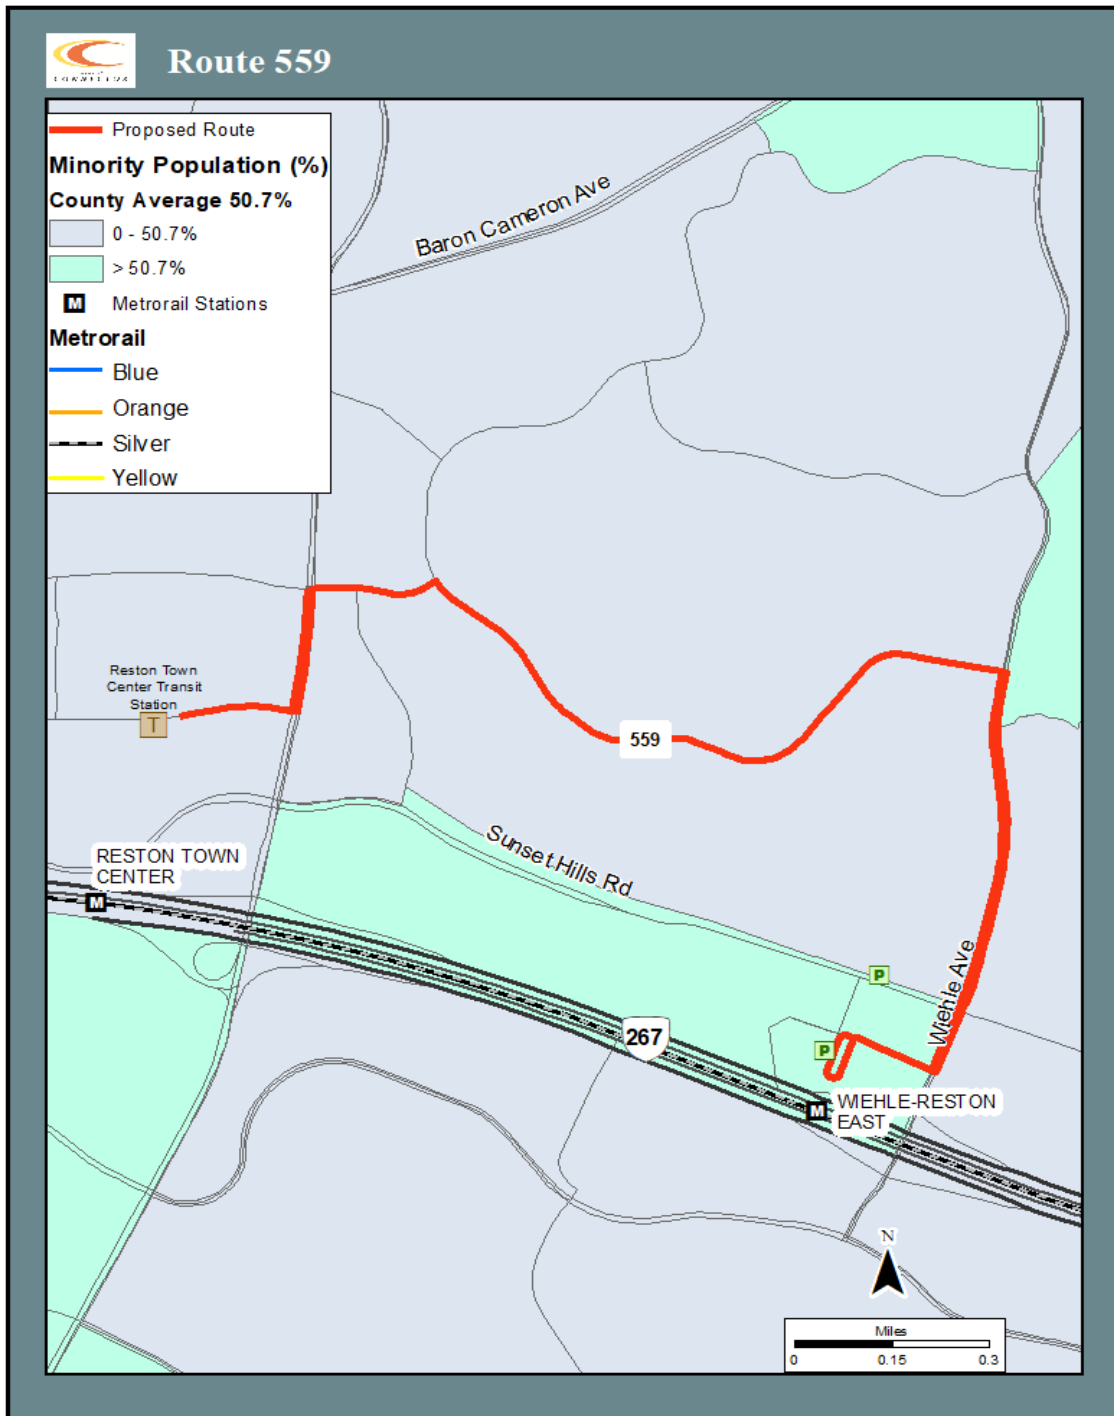 CONNECTOR
Route 559
Proposed Route
Minority Population (%)
County Average 50.7%
0 - 50.7%
> 50.7%
M
Metrorail Stations
Metrorail
Blue
Orange
Silver
Yellow
Baron Cameron Ave
Reston Town
Center Transit
Station
T
559
Sunset Hills Rd
RESTON TOWN
CENTER
M
P
Wiehle Ave
267
P
M
WIEHLE-RESTON
EAST
N
Miles
0 0.15 0.3